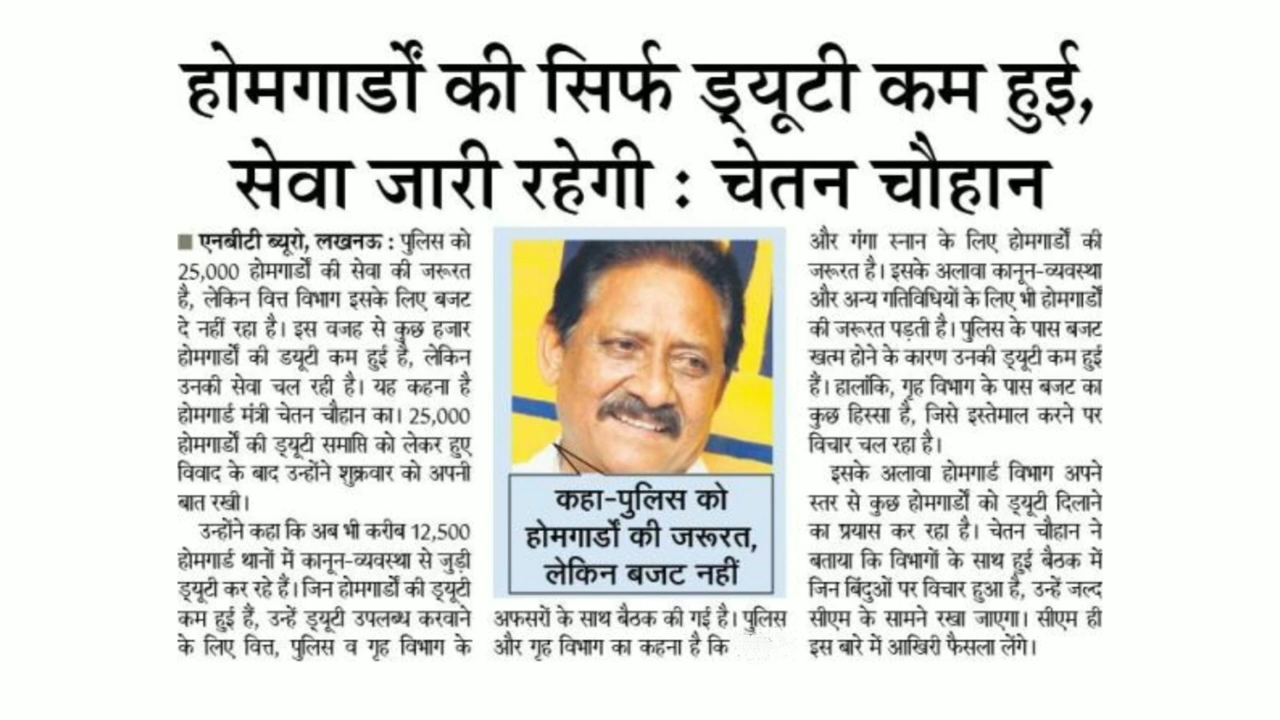 होमगार्डों की सिर्फ ड्यूटी कम हुई,
सेवा जारी रहेगी : चेतन चौहान
■ एनबीटी ब्यूरो, लखनऊ : पुलिस को
25,000 होमगार्डों की सेवा की जरूरत
है, लेकिन वित्त विभाग इसके लिए बजट
दे नहीं रहा है। इस वजह से कुछ हजार
होमगार्डों की डयूटी कम हुई है, लेकिन
उनकी सेवा चल रही है। यह कहना है
होमगार्ड मंत्री चेतन चौहान का। 25,000
होमगार्डों की ड्यूटी समाप्ति को लेकर हुए
विवाद के बाद उन्होंने शुक्रवार को अपनी
बात रखी।
उन्होंने कहा कि अब भी करीब 12,500
होमगार्ड थानों में कानून-व्यवस्था से जुड़ी
ड्यूटी कर रहे हैं। जिन होमगार्डों की ड्यूटी
कम हुई हैं, उन्हें ड्यूटी उपलब्ध करवाने
के लिए वित्त, पुलिस व गृह विभाग के
कहा-पुलिस को
होमगार्डों की जरूरत,
लेकिन बजट नहीं
अफसरों के साथ बैठक की गई है। पुलिस
और गृह विभाग का कहना है कि
और गंगा स्नान के लिए होमगार्डों की
जरूरत है। इसके अलावा कानून-व्यवस्था
और अन्य गतिविधियों के लिए भी होमगार्डों
की जरूरत पड़ती है। पुलिस के पास बजट
खत्म होने के कारण उनकी ड्यूटी कम हुई
हैं। हालांकि, गृह विभाग के पास बजट का
कुछ हिस्सा है, जिसे इस्तेमाल करने पर
विचार चल रहा है।
इसके अलावा होमगार्ड विभाग अपने
स्तर से कुछ होमगार्डों को ड्यूटी दिलाने
का प्रयास कर रहा है। चेतन चौहान ने
बताया कि विभागों के साथ हुई बैठक में
जिन बिंदुओं पर विचार हुआ है, उन्हें जल्द
सीएम के सामने रखा जाएगा। सीएम ही
इस बारे में आखिरी फैसला लेंगे।